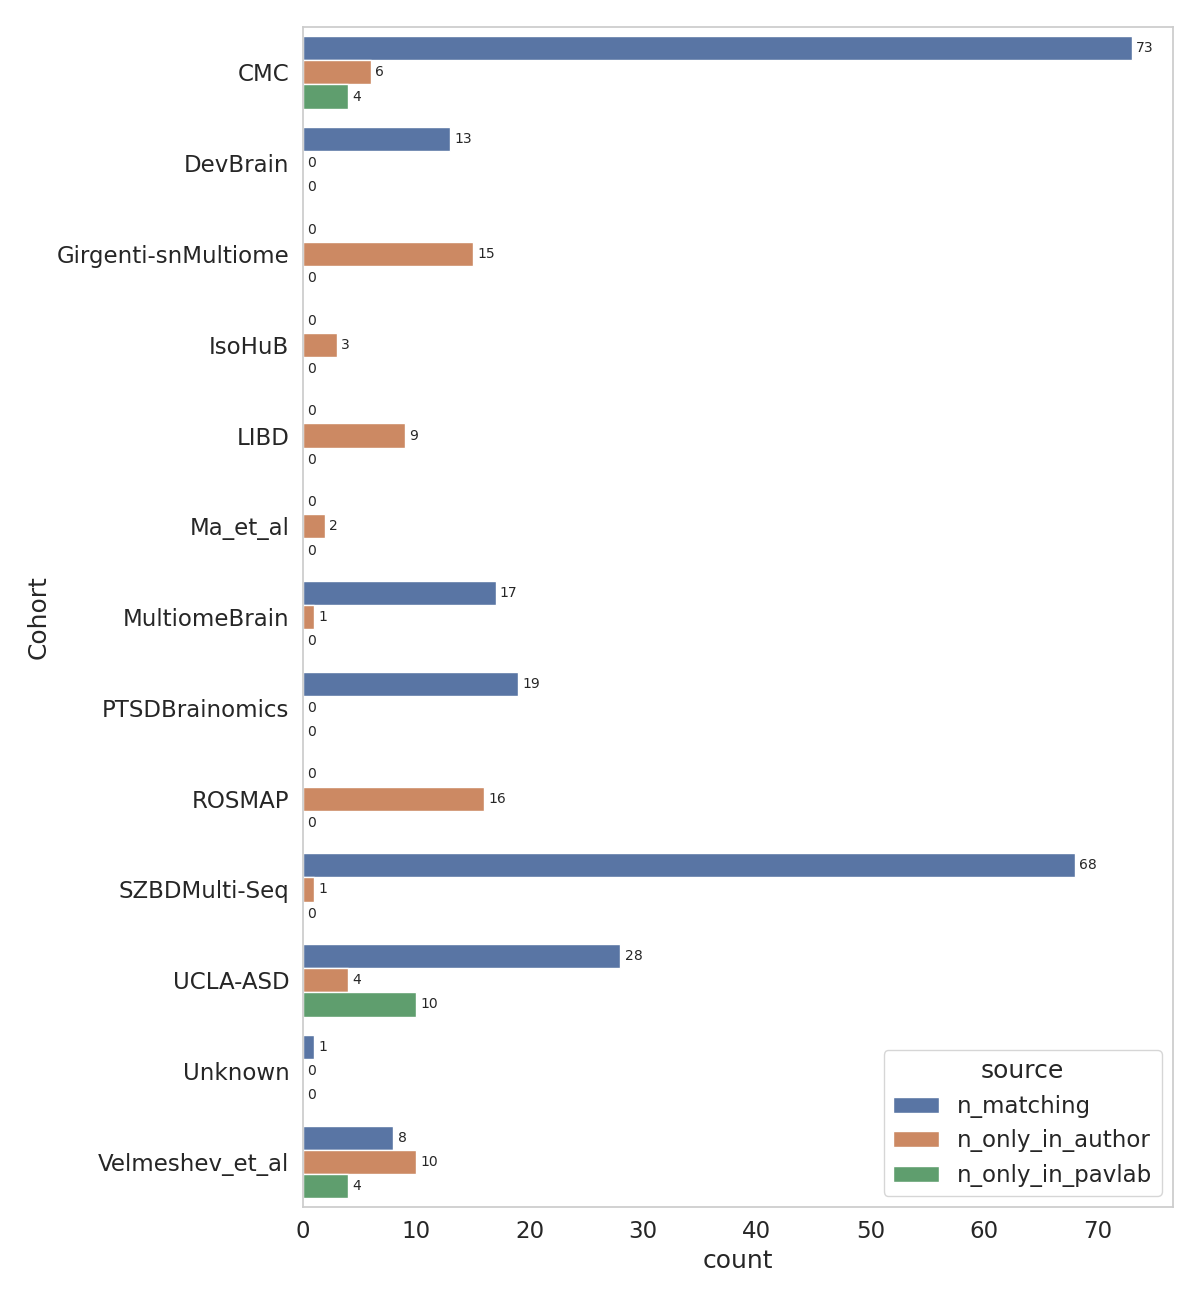 CMC
73
6
4
DevBrain
13
0
0
Girgenti-snMultiome
0
15
0
IsoHuB
0
3
0
LIBD
0
9
0
Ma_et_al
0
2
0
MultiomeBrain
17
1
0
PTSDBrainomics
19
0
0
ROSMAP
0
16
0
SZBDMulti-Seq
68
1
0
UCLA-ASD
28
4
10
Unknown
1
0
0
Velmeshev_et_al
8
10
4
Cohort
source
n_matching
n_only_in_author
n_only_in_pavlab
0 10 20 30 40 50 60 70
count